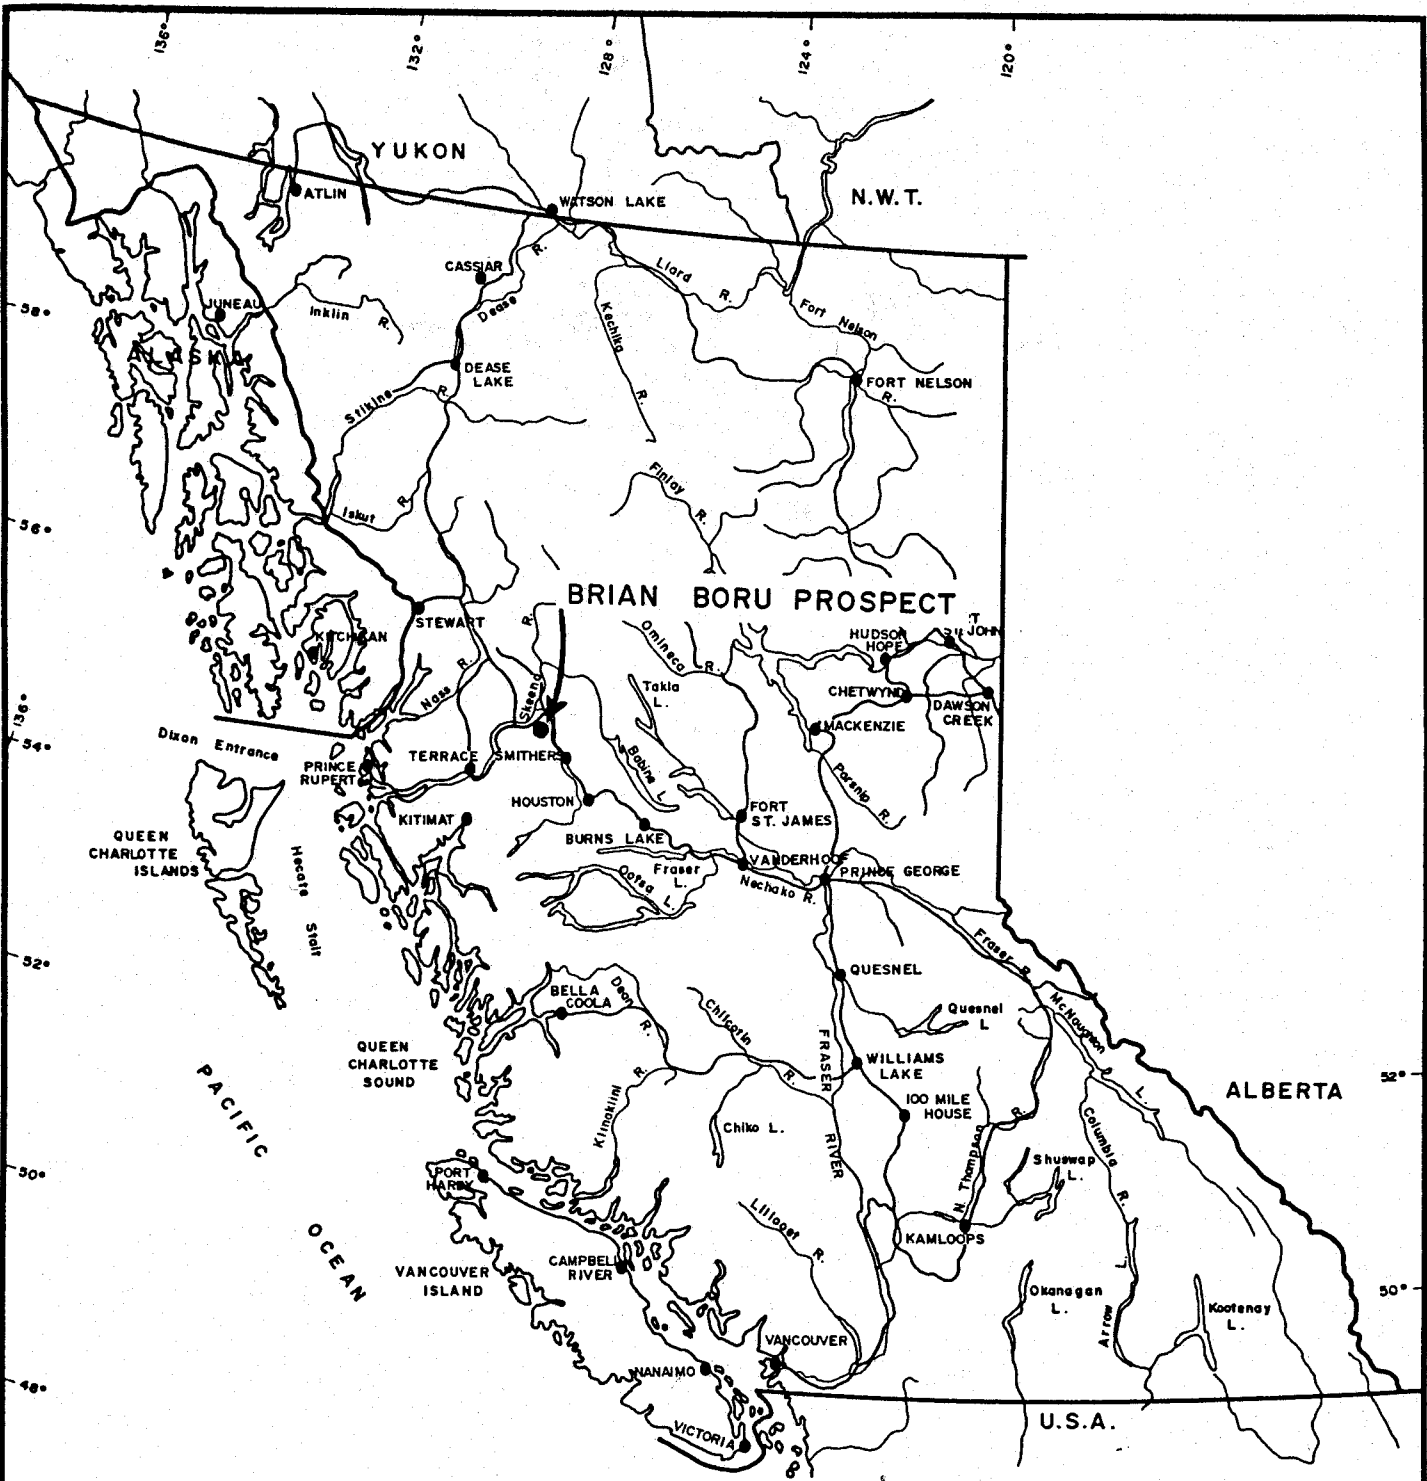 136°
132°
128°
124°
120°
YUKON
N.W.T.
ATLIN
WATSON LAKE
CASSIAR
R.
Dease
Liard
R.
58°
JUNEAU
Inklin
R.
Kechika
R.
Fort Nelson
R.
ALASKA
DEASE
LAKE
FORT NELSON
Stikine
R.
Finlay
R.
56°
Iskut
R.
BRIAN BORU PROSPECT
STEWART
R.
Skeena
Omineca
R.
HUDSON
HOPE
T
ST JOHN
Nass
R.
Takla
L.
CHETWYND
DAWSON
CREEK
136°
54°
MACKENZIE
Dixon Entrance
PRINCE
RUPERT
TERRACE
SMITHERS
Babine
L.
Parsnip
R.
HOUSTON
KITIMAT
FORT
ST. JAMES
QUEEN
CHARLOTTE
ISLANDS
BURNS LAKE
VANDERHOOF
Hecate
Stait
Fraser
L.
Ootsa
L.
Nechako R.
PRINCE GEORGE
Fraser R.
52°
QUESNEL
BELLA
COOLA
Dean
R.
Chilcotin
R.
Quesnel
L
McNaughton
L.
QUEEN
CHARLOTTE
SOUND
FRASER
RIVER
WILLIAMS
LAKE
52°
PACIFIC
OCEAN
ALBERTA
Klinaklini
R.
100 MILE
HOUSE
Chiko L.
N. Thompson
R.
Columbia
R.
50°
PORT
HARDY
Shuswap
L.
Lillooet
R.
KAMLOOPS
CAMPBELL
RIVER
VANCOUVER
ISLAND
Okanagan
L.
Arrow
L.
Kootenay
L.
50°
VANCOUVER
NANAIMO
48°
VICTORIA
U.S.A.